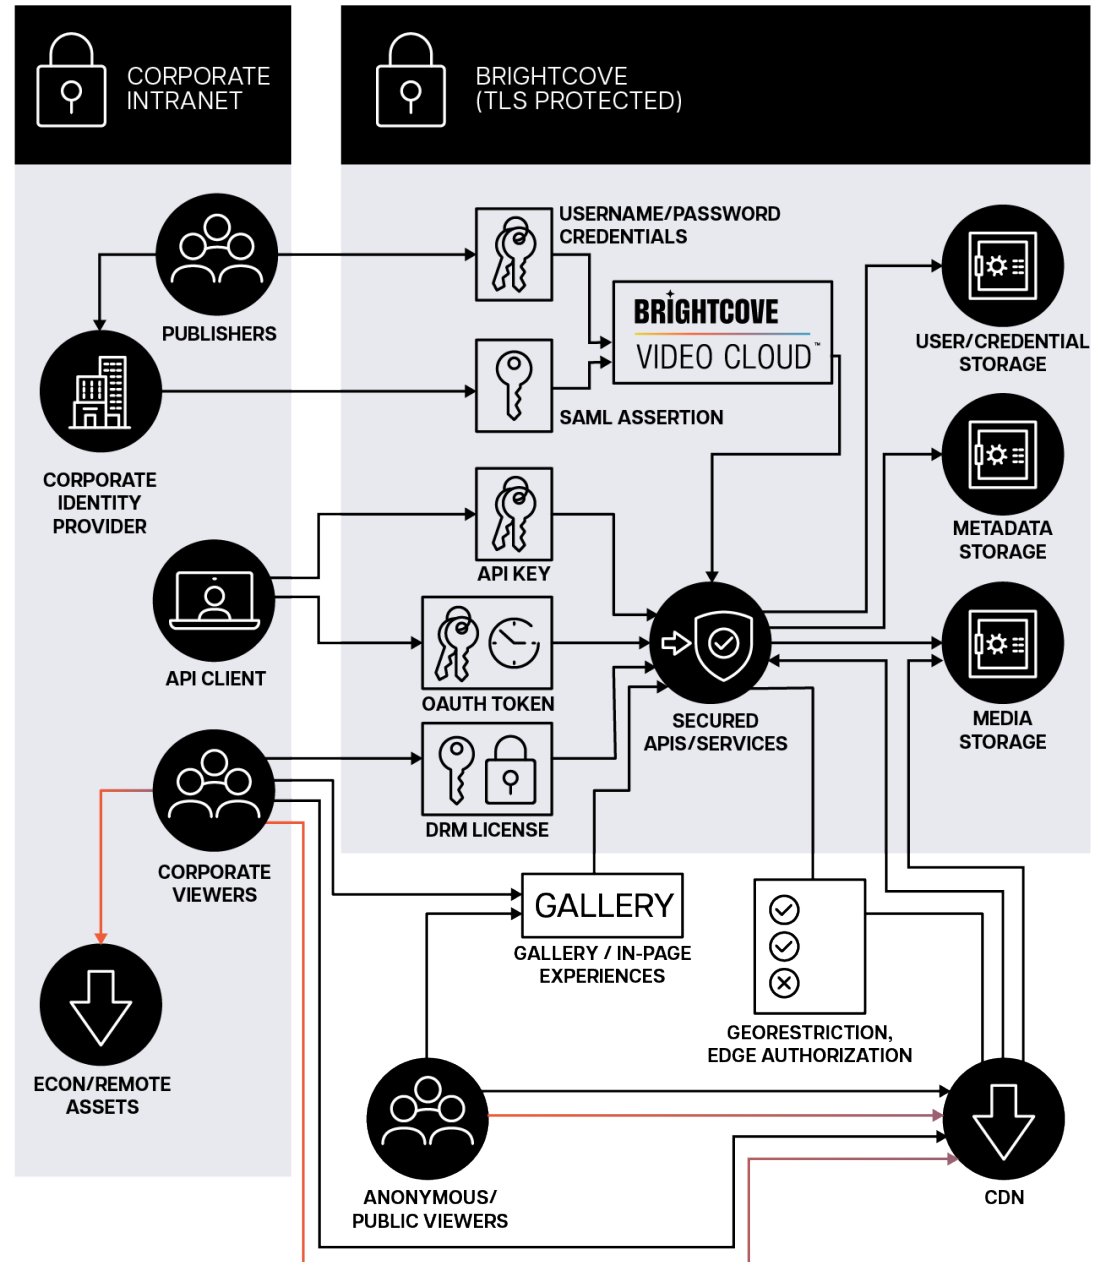 CORPORATE
INTRANET
BRIGHTCOVE
(TLS PROTECTED)
USERNAME/PASSWORD
CREDENTIALS
PUBLISHERS
BRIGHTCOVE
VIDEO CLOUD™
USER/CREDENTIAL
STORAGE
SAML ASSERTION
CORPORATE
IDENTITY
PROVIDER
METADATA
STORAGE
API KEY
API CLIENT
OAUTH TOKEN
SECURED
APIS/SERVICES
MEDIA
STORAGE
DRM LICENSE
CORPORATE
VIEWERS
GALLERY
GALLERY / IN-PAGE
EXPERIENCES
GEORESTRICTION,
EDGE AUTHORIZATION
ECON/REMOTE
ASSETS
ANONYMOUS/
PUBLIC VIEWERS
CDN